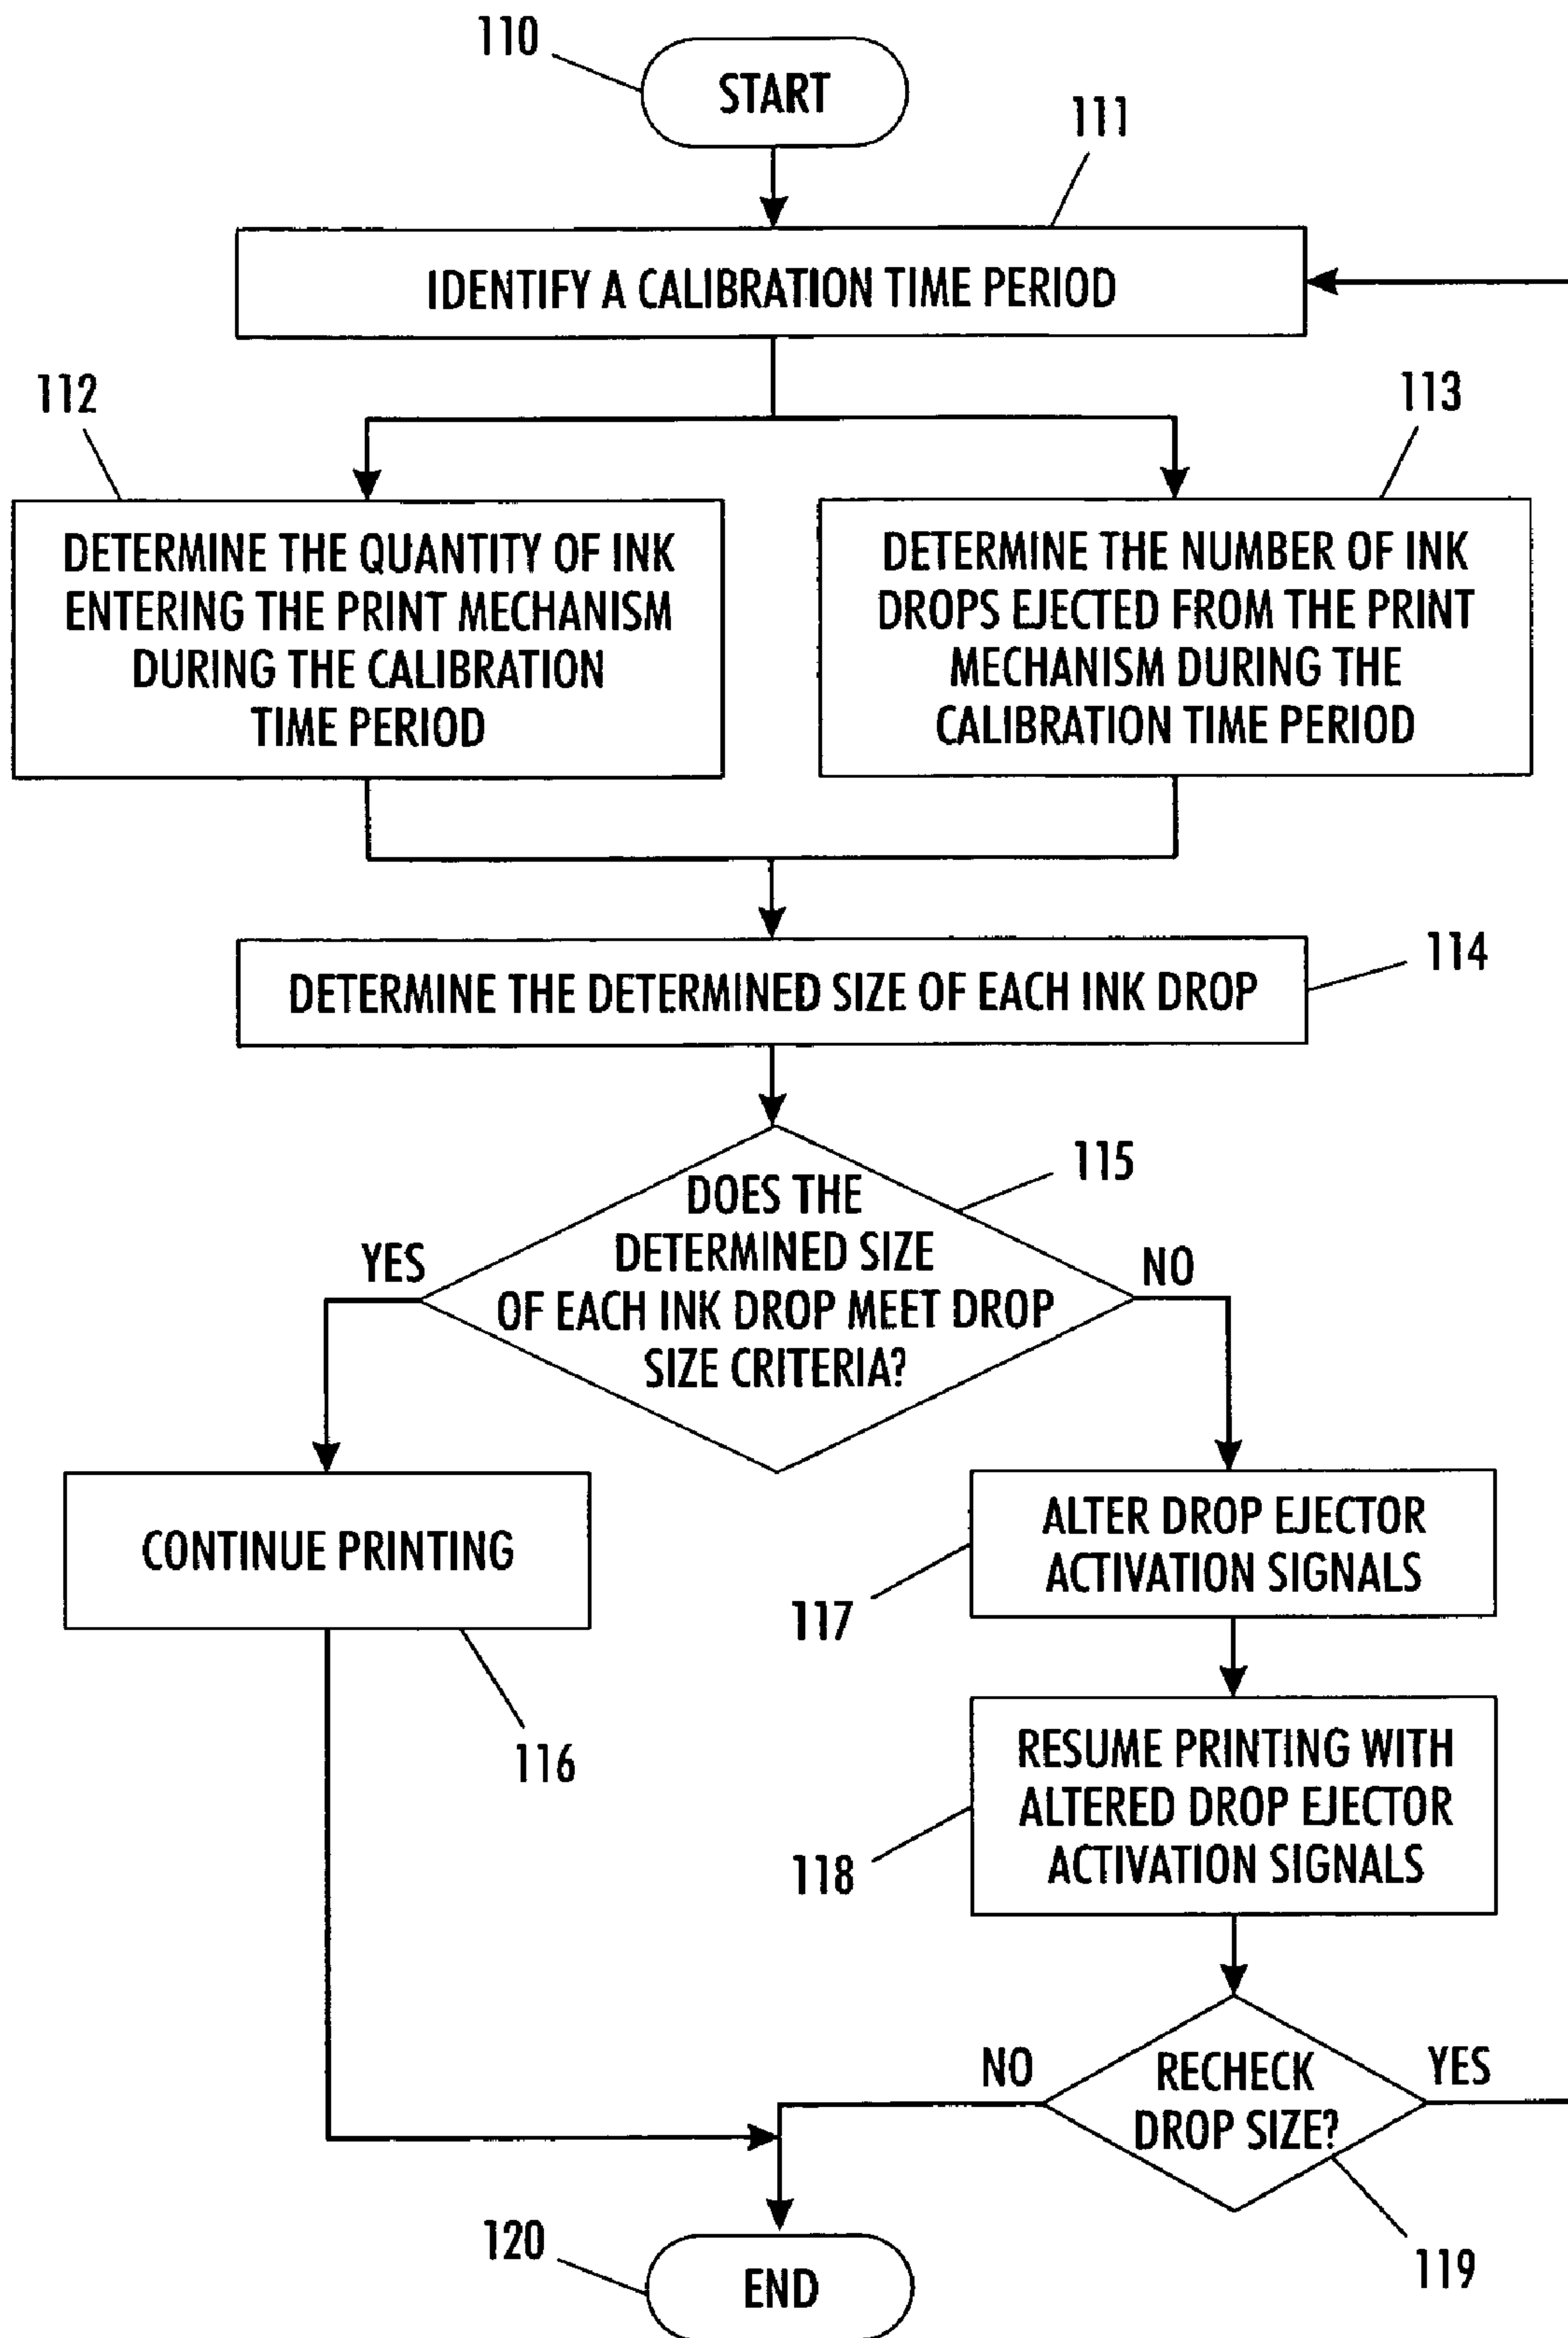 110
START
111
IDENTIFY A CALIBRATION TIME PERIOD
112
DETERMINE THE QUANTITY OF INK
ENTERING THE PRINT MECHANISM
DURING THE CALIBRATION
TIME PERIOD
113
DETERMINE THE NUMBER OF INK
DROPS EJECTED FROM THE PRINT
MECHANISM DURING THE
CALIBRATION TIME PERIOD
DETERMINE THE DETERMINED SIZE OF EACH INK DROP
114
115
DOES THE
DETERMINED SIZE
OF EACH INK DROP MEET DROP
SIZE CRITERIA?
YES
NO
CONTINUE PRINTING
116
ALTER DROP EJECTOR
ACTIVATION SIGNALS
117
RESUME PRINTING WITH
ALTERED DROP EJECTOR
ACTIVATION SIGNALS
118
NO
RECHECK
DROP SIZE?
YES
119
120
END